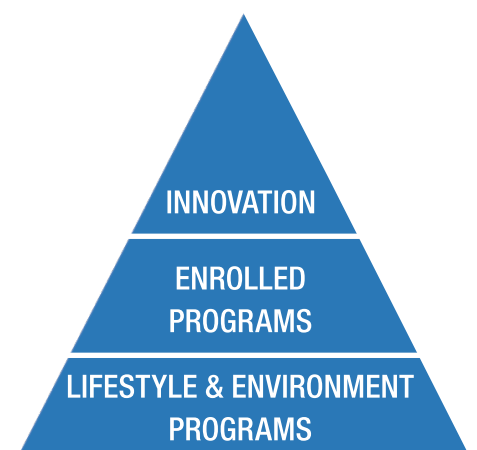 INNOVATION
ENROLLED
PROGRAMS
LIFESTYLE & ENVIRONMENT
PROGRAMS